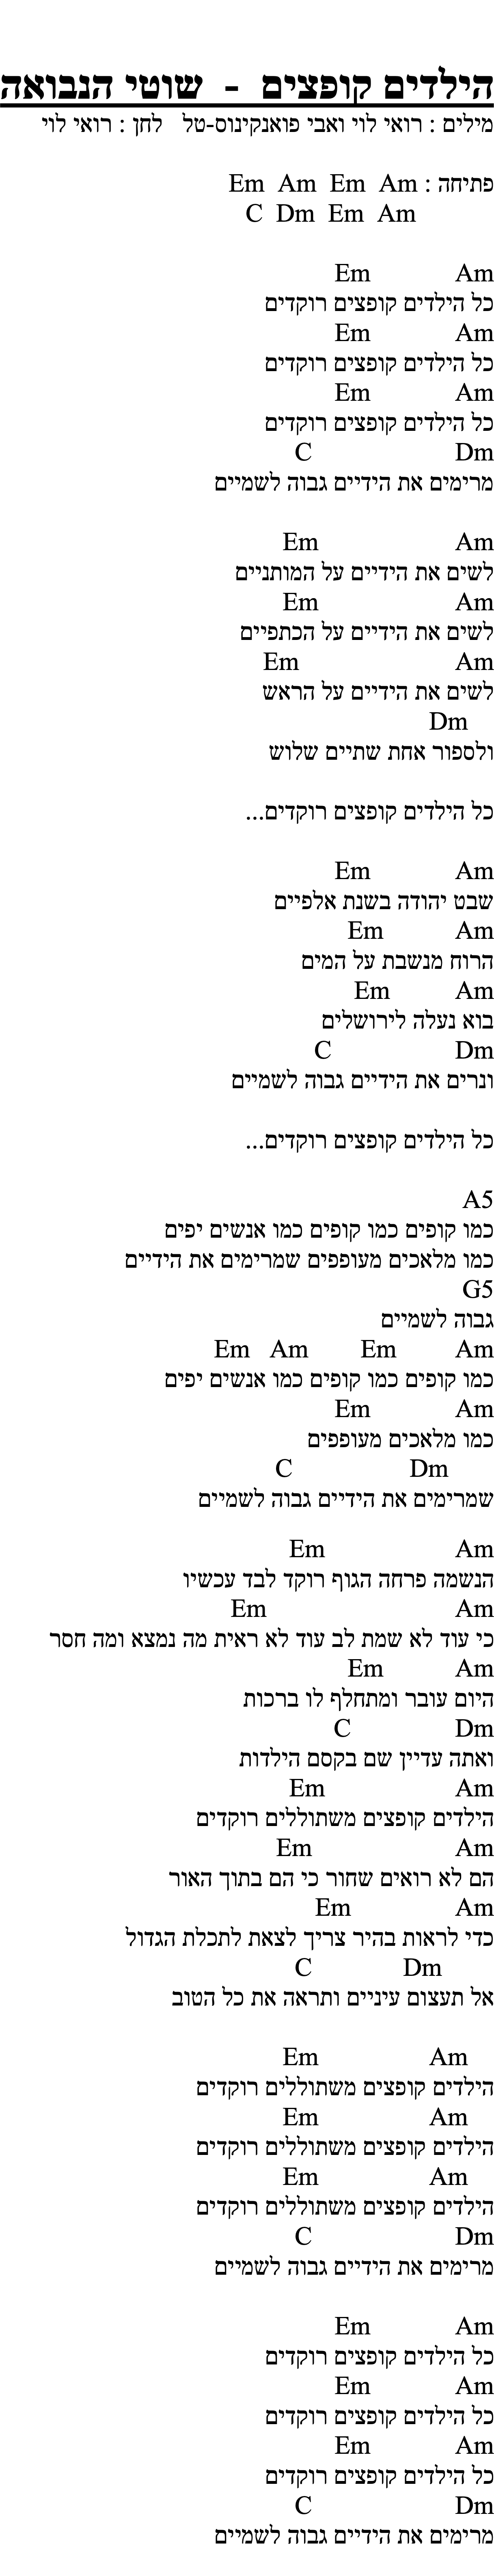 הילדים קופצים - שוטי הנבואה
מילים : רואי לוי ואבי פואנקינוס-טל   לחן : רואי לוי
פתיחה : Em  Am  Em  Am
C  Dm  Em  Am
Em Am
כל הילדים קופצים רוקדים
Em Am
כל הילדים קופצים רוקדים
Em Am
כל הילדים קופצים רוקדים
C Dm
מרימים את הידיים גבוה לשמיים
Em Am
לשים את הידיים על המותניים
Em Am
לשים את הידיים על הכתפיים
Em Am
לשים את הידיים על הראש
Dm
ולספור אחת שתיים שלוש
כל הילדים קופצים רוקדים...
Em Am
שבט יהודה בשנת אלפיים
Em Am
הרוח מנשבת על המים
Em Am
בוא נעלה לירושלים
C Dm
ונרים את הידיים גבוה לשמיים
כל הילדים קופצים רוקדים...
A5
כמו קופים כמו קופים כמו אנשים יפים
כמו מלאכים מעופפים שמרימים את הידיים
G5
גבוה לשמיים
Em Am Em Am
כמו קופים כמו קופים כמו אנשים יפים
Em Am
כמו מלאכים מעופפים
C Dm
שמרימים את הידיים גבוה לשמיים
Em Am
הנשמה פרחה הגוף רוקד לבד עכשיו
Em Am
כי עוד לא שמת לב עוד לא ראית מה נמצא ומה חסר
Em Am
היום עובר ומתחלף לו ברכות
C Dm
ואתה עדיין שם בקסם הילדות
Em Am
הילדים קופצים משתוללים רוקדים
Em Am
הם לא רואים שחור כי הם בתוך האור
Em Am
כדי לראות בהיר צריך לצאת לתכלת הגדול
C Dm
אל תעצום עיניים ותראה את כל הטוב
Em Am
הילדים קופצים משתוללים רוקדים
Em Am
הילדים קופצים משתוללים רוקדים
Em Am
הילדים קופצים משתוללים רוקדים
C Dm
מרימים את הידיים גבוה לשמיים
Em Am
כל הילדים קופצים רוקדים
Em Am
כל הילדים קופצים רוקדים
Em Am
כל הילדים קופצים רוקדים
C Dm
מרימים את הידיים גבוה לשמיים